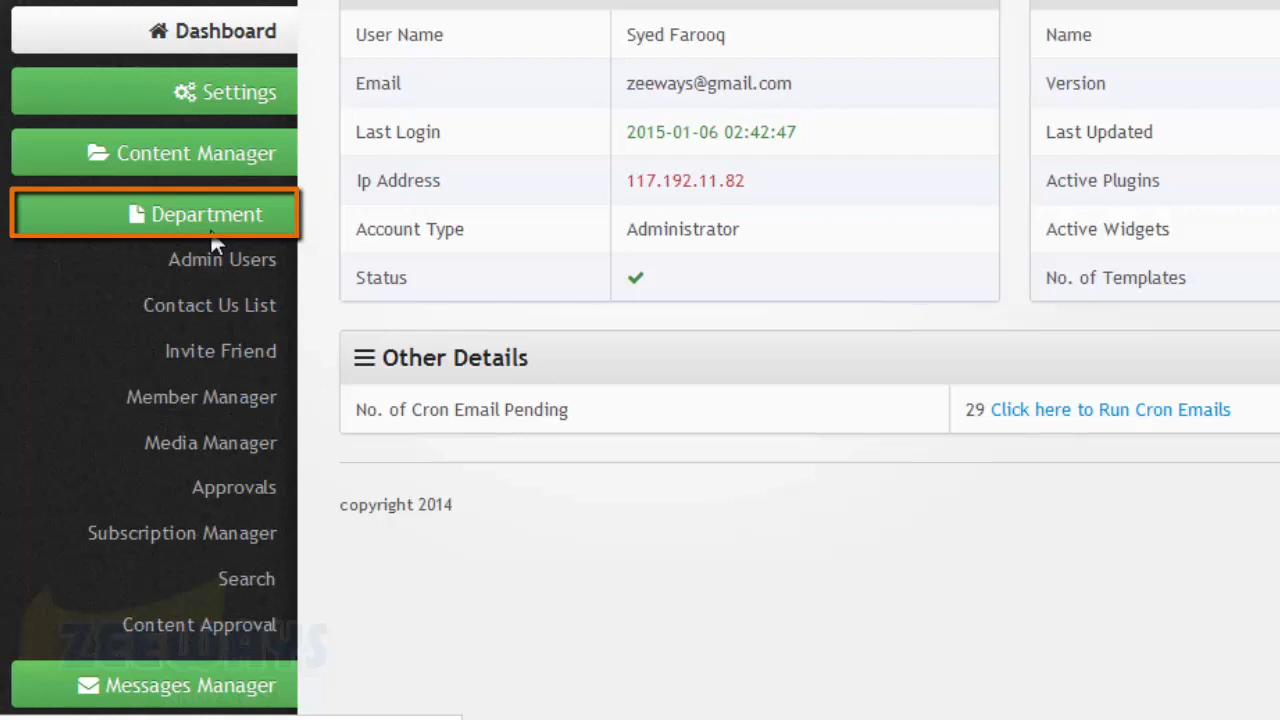 Dashboard
Settings
Content Manager
Department
Admin Users
Contact Us List
Invite Friend
Member Manager
Media Manager
Approvals
Subscription Manager
Search
Content Approval
Messages Manager
ZEEWAYS
User Name Syed Farooq
Email zeeways@gmail.com
Last Login 2015-01-06 02:42:47
Ip Address 117.192.11.82
Account Type Administrator
Status
Name
Version
Last Updated
Active Plugins
Active Widgets
No. of Templates
Other Details
No. of Cron Email Pending 29 Click here to Run Cron Emails
copyright 2014